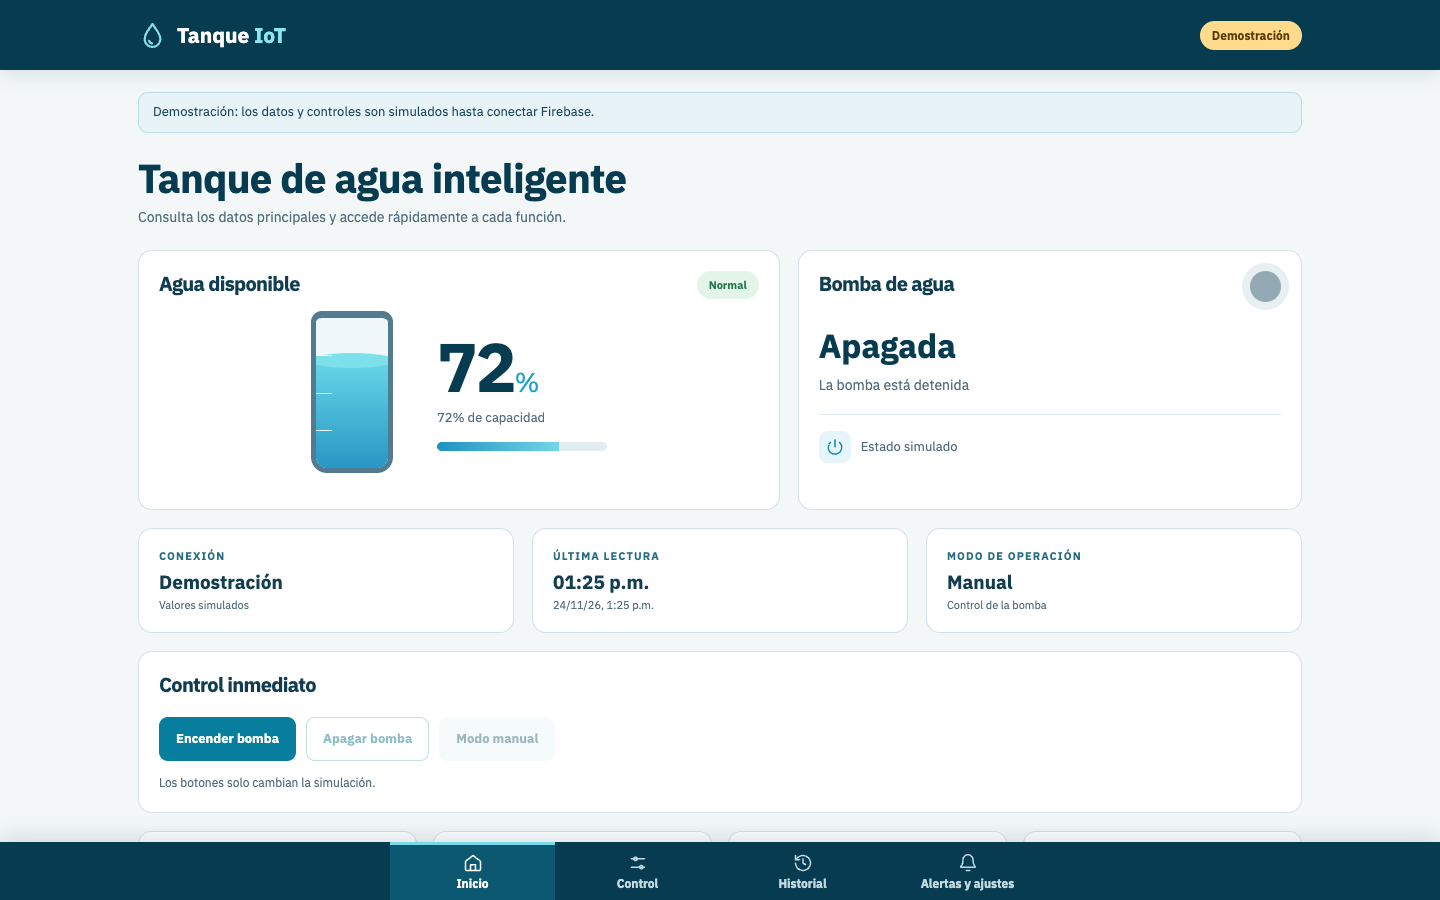 Tanque IoT
Demostración
Demostración: los datos y controles son simulados hasta conectar Firebase.
Tanque de agua inteligente
Consulta los datos principales y accede rápidamente a cada función.
Agua disponible
Normal
72%
72% de capacidad
Bomba de agua
Apagada
La bomba está detenida
Estado simulado
CONEXIÓN
Demostración
Valores simulados
ÚLTIMA LECTURA
01:25 p.m.
24/11/26, 1:25 p.m.
MODO DE OPERACIÓN
Manual
Control de la bomba
Control inmediato
Encender bomba
Apagar bomba
Modo manual
Los botones solo cambian la simulación.
Inicio
Control
Historial
Alertas y ajustes